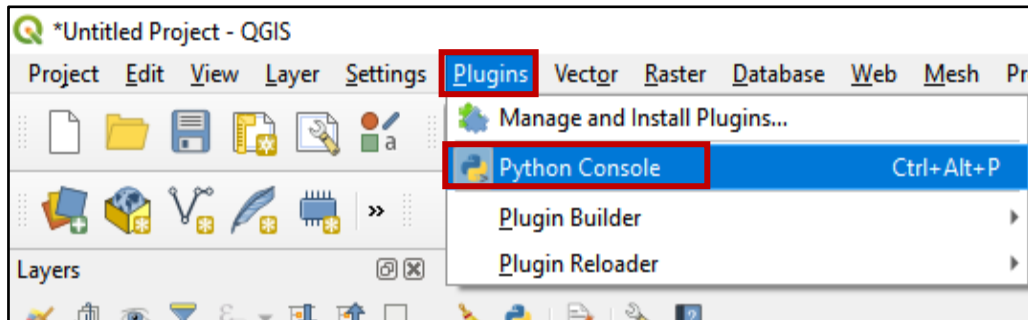 *Untitled Project - QGIS
Project Edit View Layer Settings Plugins Vector Raster Database Web Mesh Pr
Manage and Install Plugins...
a
Python Console Ctrl+Alt+P
»
Plugin Builder
Plugin Reloader
Layers
?